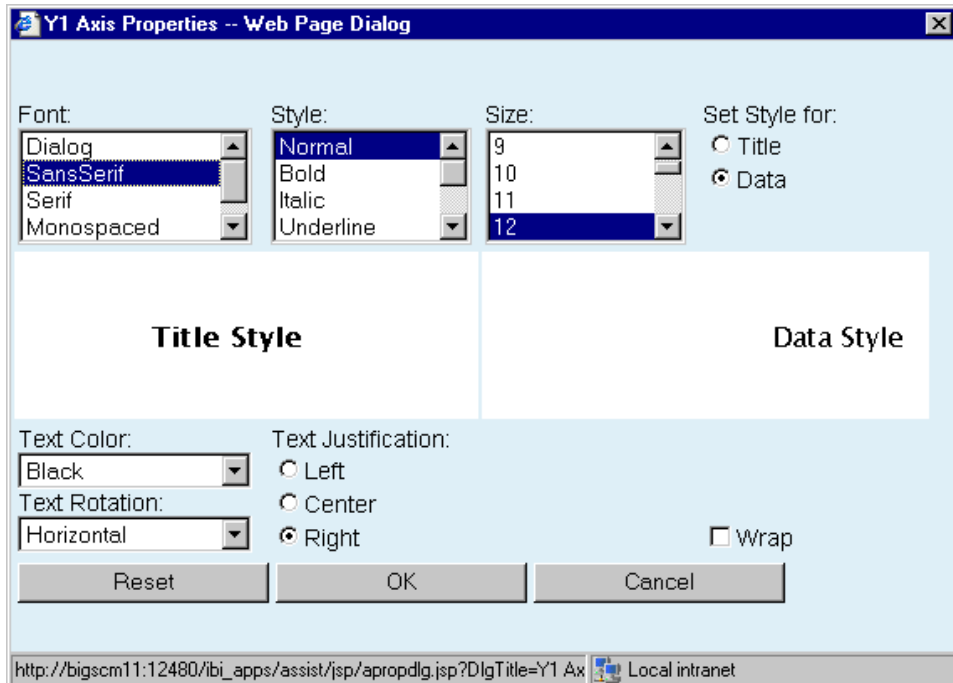 Y1 Axis Properties -- Web Page Dialog
Font:
Style:
Size:
Set Style for:
Dialog
SansSerif
Serif
Monospaced
Normal
Bold
Italic
Underline
9
10
11
12
Title
Data
Title Style
Data Style
Text Color:
Black
Text Rotation:
Horizontal
Text Justification:
Left
Center
Right
Wrap
Reset
OK
Cancel
http://bigscm11:12480/ibi_apps/assist/jsp/apropdlg.jsp?DlgTitle=Y1 Ax
Local intranet